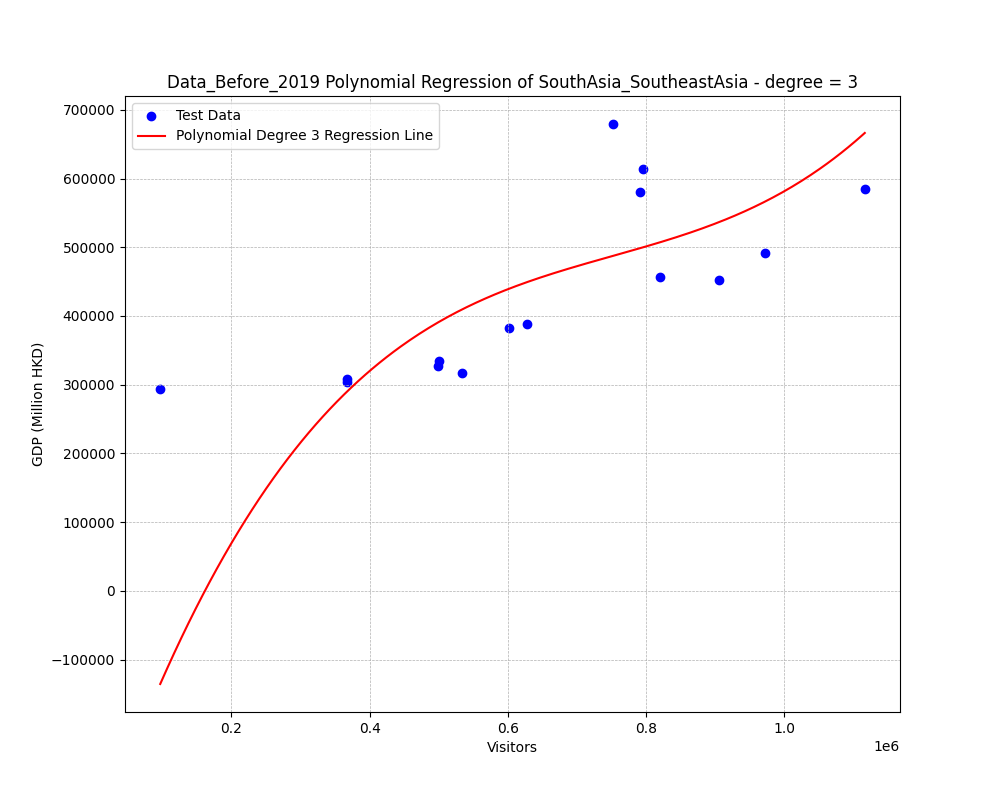 Data_Before_2019 Polynomial Regression of SouthAsia_SoutheastAsia - degree = 3
Test Data
Polynomial Degree 3 Regression Line
700000
600000
500000
400000
300000
200000
100000
0
−100000
GDP (Million HKD)
0.2 0.4 0.6 0.8 1.0
1e6
Visitors